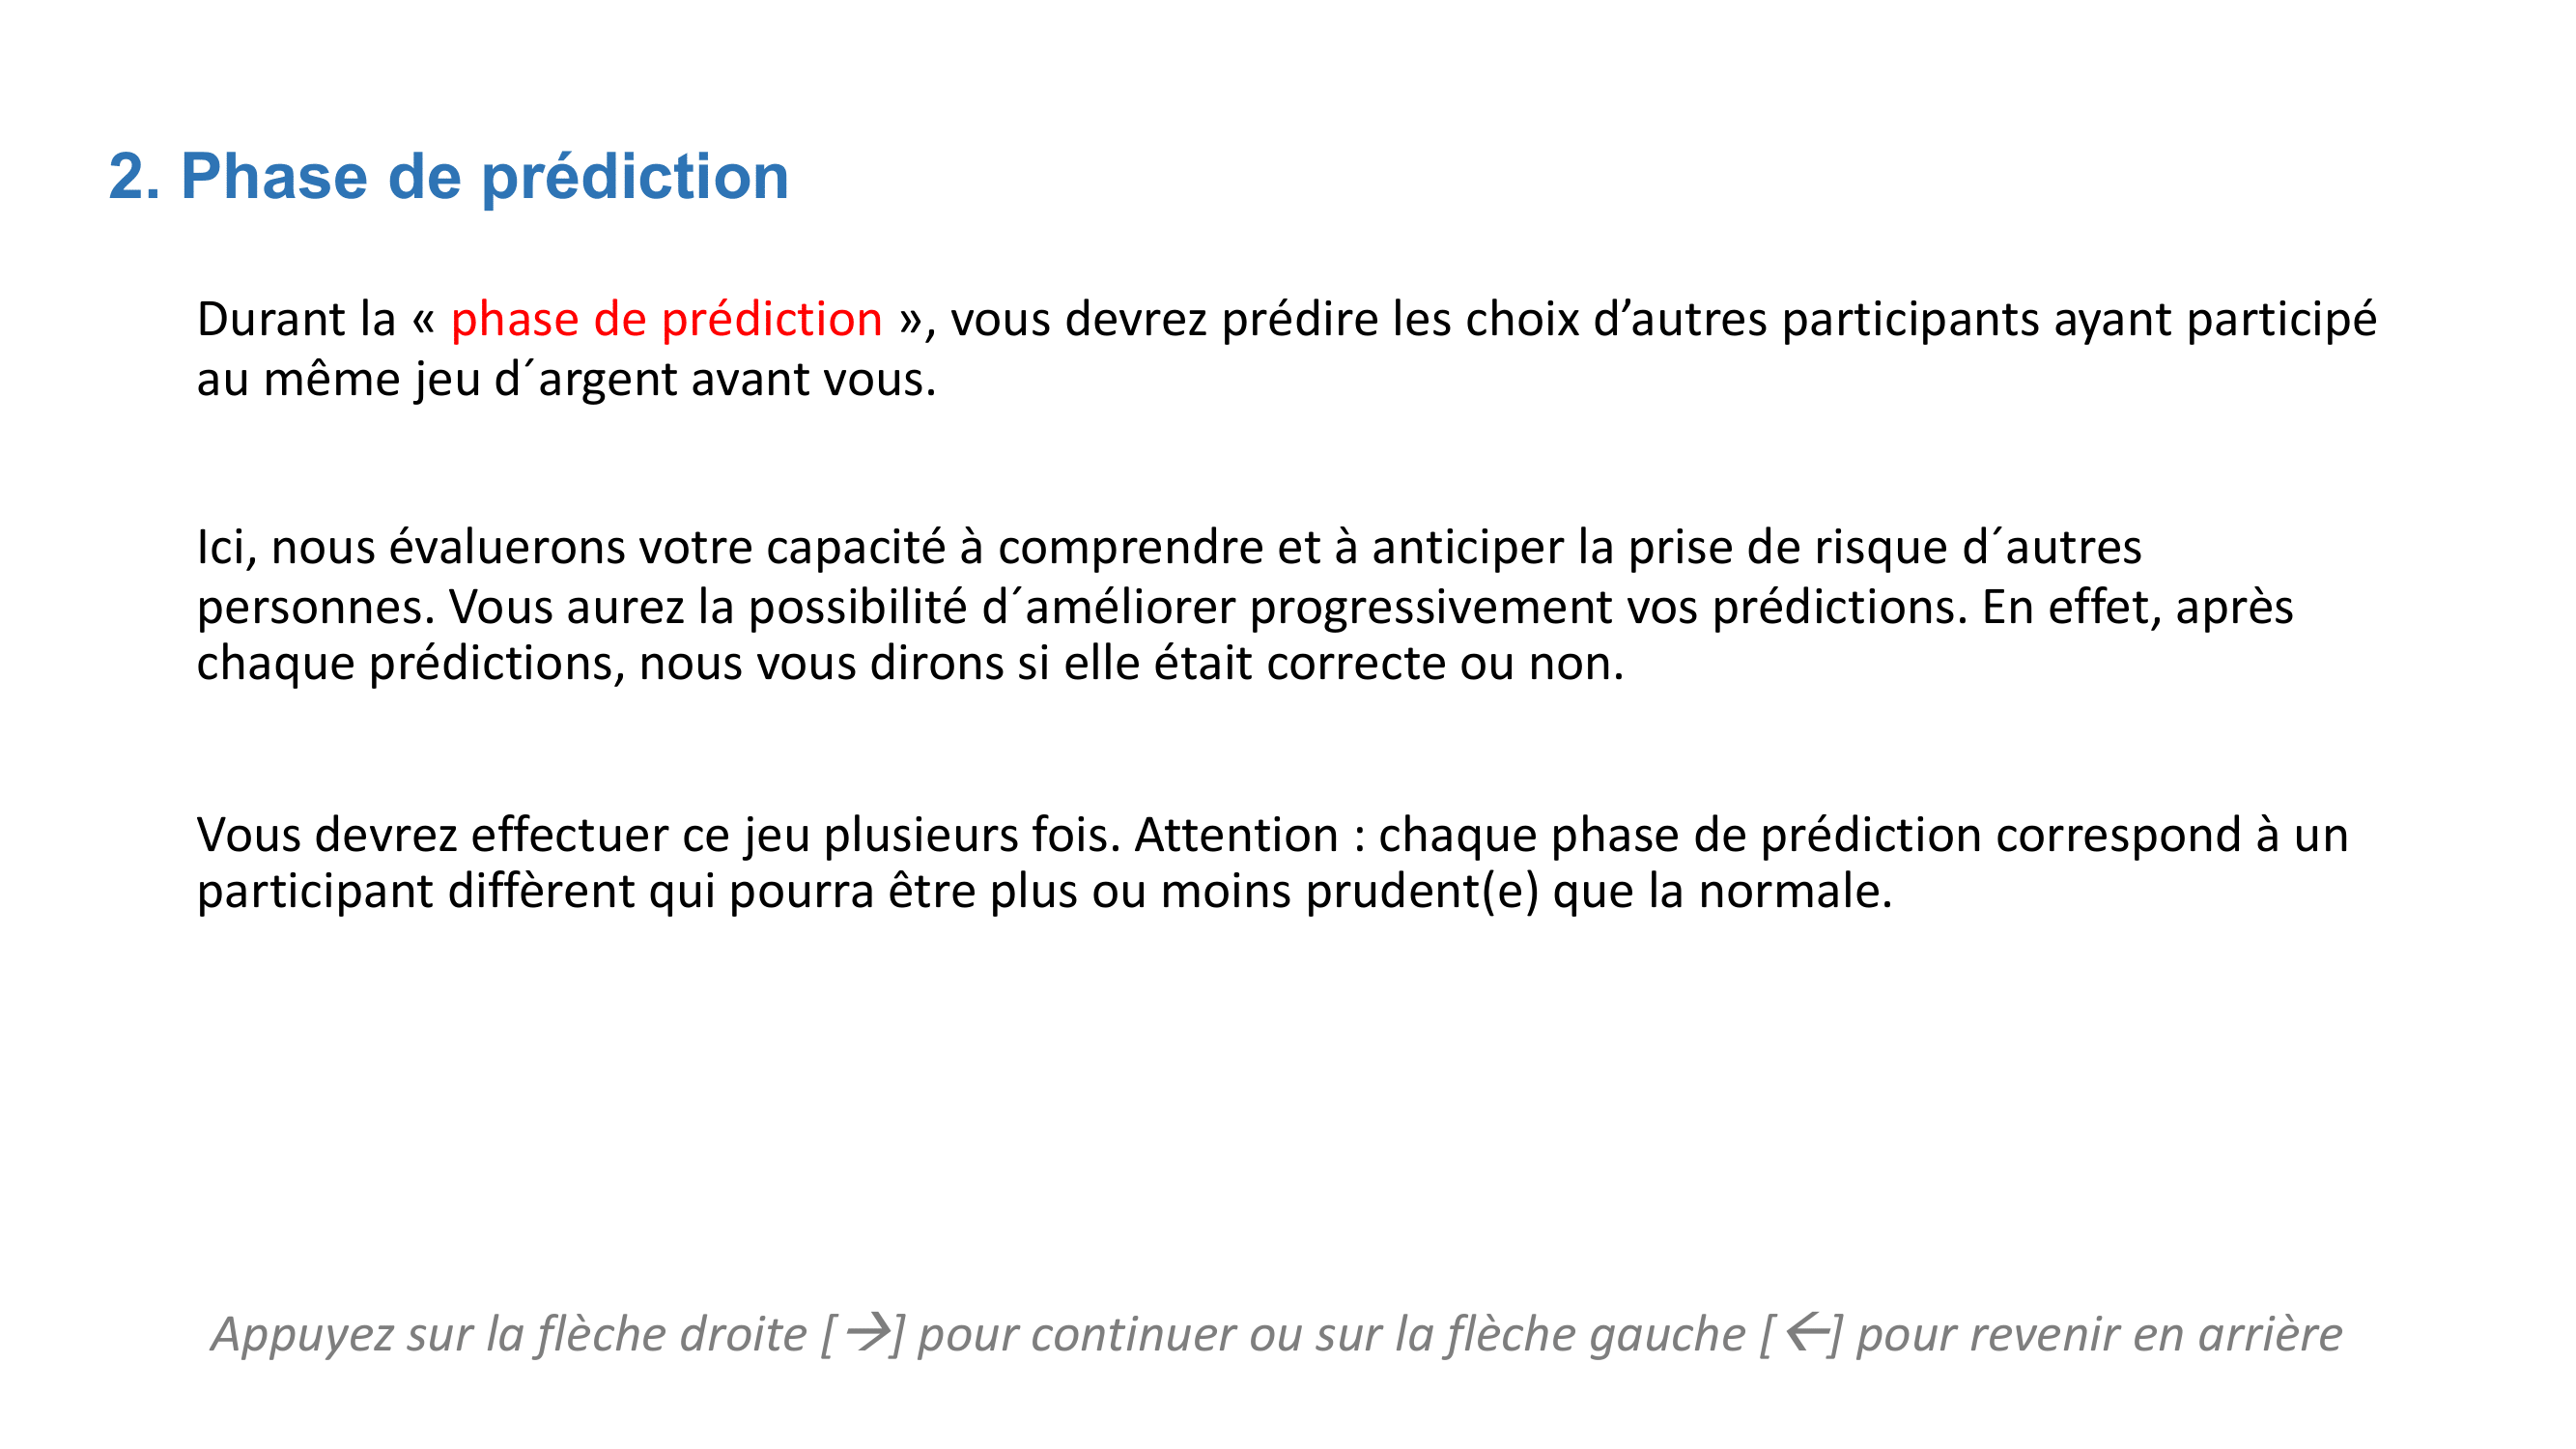 2. Phase de prédiction
Durant la « phase de prédiction », vous devrez prédire les choix d’autres participants ayant participé
au même jeu d´argent avant vous.
Ici, nous évaluerons votre capacité à comprendre et à anticiper la prise de risque d´autres
personnes. Vous aurez la possibilité d´améliorer progressivement vos prédictions. En effet, après
chaque prédictions, nous vous dirons si elle était correcte ou non.
Vous devrez effectuer ce jeu plusieurs fois. Attention : chaque phase de prédiction correspond à un
participant diffèrent qui pourra être plus ou moins prudent(e) que la normale.
Appuyez sur la flèche droite [→] pour continuer ou sur la flèche gauche [←] pour revenir en arrière